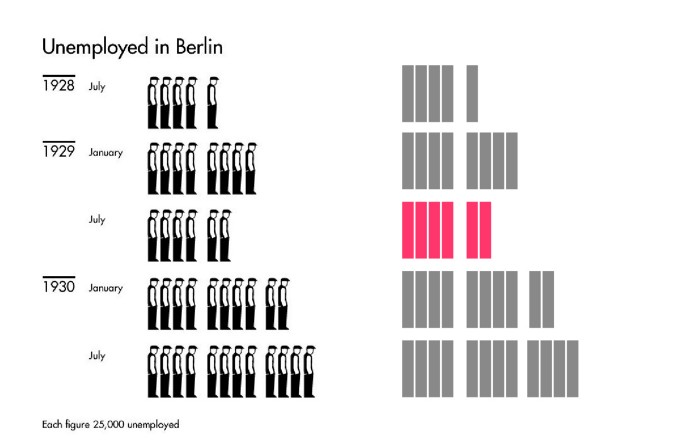 Unemployed in Berlin
1928 July
1929 January
July
1930 January
July
Each figure 25,000 unemployed